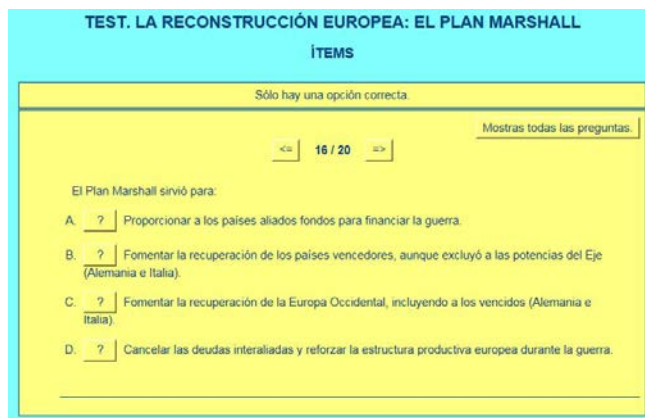 TEST. LA RECONSTRUCCIÓN EUROPEA: EL PLAN MARSHALL
ÍTEMS
Sólo hay una opción correcta.
Mostras todas las preguntas.
<= 16 / 20 =>
El Plan Marshall sirvió para:
A. ? Proporcionar a los países aliados fondos para financiar la guerra.
B. ? Fomentar la recuperación de los países vencedores, aunque excluyó a las potencias del Eje
(Alemania e Italia).
C. ? Fomentar la recuperación de la Europa Occidental, incluyendo a los vencidos (Alemania e
Italia).
D. ? Cancelar las deudas interaliadas y reforzar la estructura productiva europea durante la guerra.